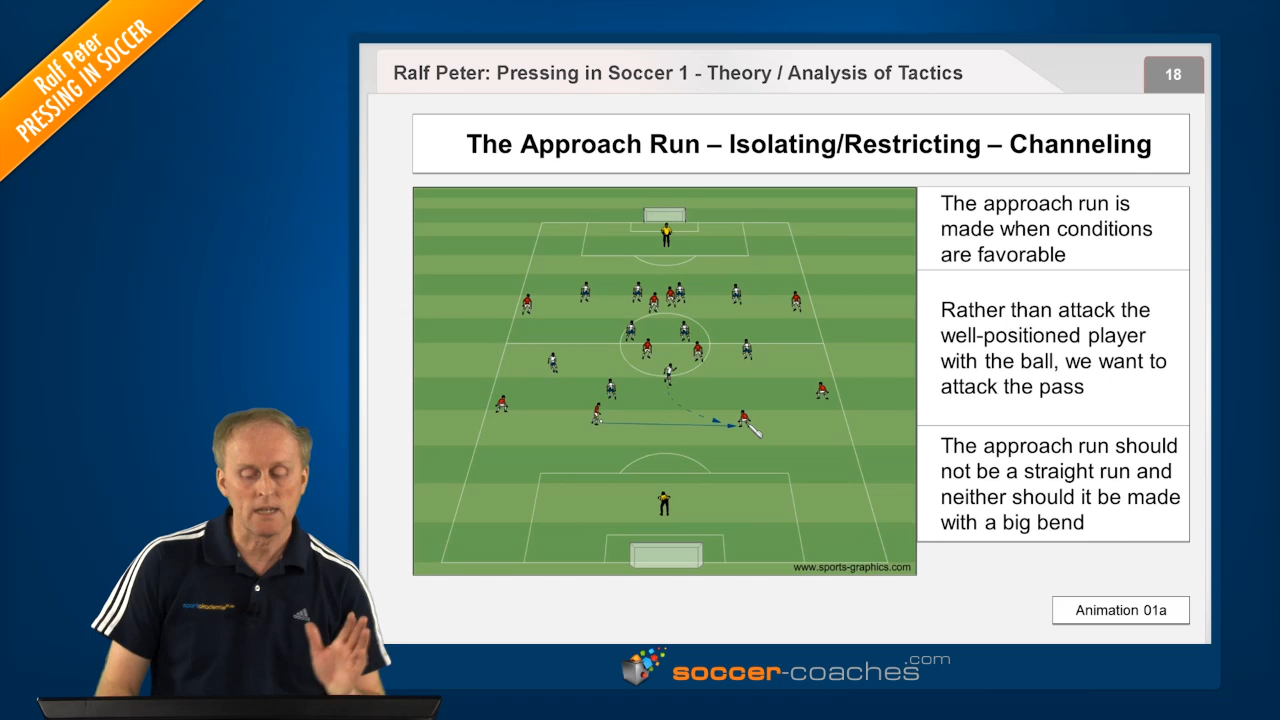 Ralf Peter
PRESSING IN SOCCER
Ralf Peter: Pressing in Soccer 1 - Theory / Analysis of Tactics
18
The Approach Run – Isolating/Restricting – Channeling
The approach run is
made when conditions
are favorable
Rather than attack the
well-positioned player
with the ball, we want to
attack the pass
The approach run should
not be a straight run and
neither should it be made
with a big bend
www.sports-graphics.com
Animation 01a
soccer-coaches.com